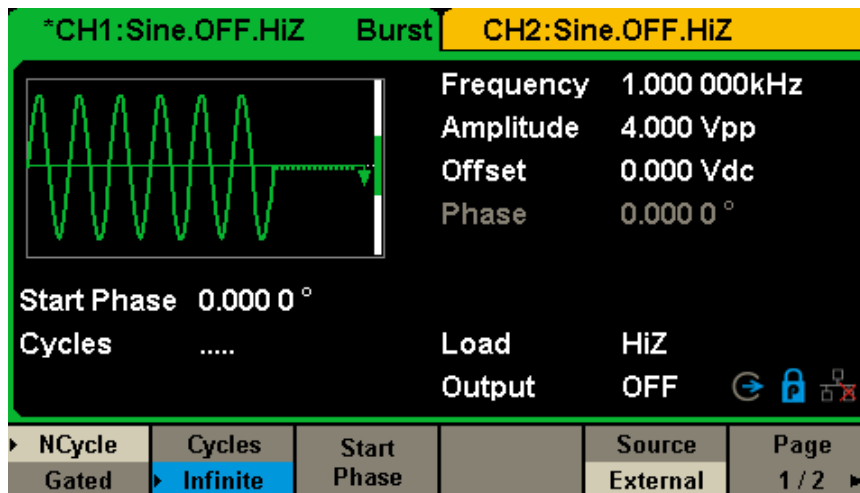 *CH1:Sine.OFF.HiZ Burst CH2:Sine.OFF.HiZ
Frequency 1.000 000kHz
Amplitude 4.000 Vpp
Offset 0.000 Vdc
Phase 0.000 0 °
Start Phase 0.000 0 °
Cycles ..... Load HiZ
Output OFF P
NCycle Cycles Start Source Page
Gated Infinite Phase External 1/2